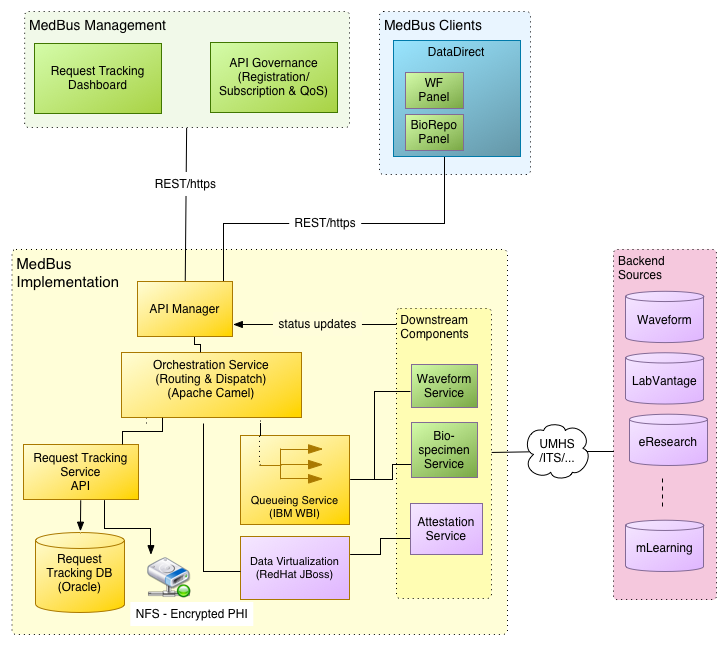 MedBus Management
Request Tracking
Dashboard
API Governance
(Registration/
Subscription & QoS)
MedBus Clients
DataDirect
WF
Panel
BioRepo
Panel
REST/https
REST/https
MedBus
Implementation
API Manager
status updates
Orchestration Service
(Routing & Dispatch)
(Apache Camel)
Request Tracking
Service
API
Request
Tracking DB
(Oracle)
NFS - Encrypted PHI
Queueing Service
(IBM WBI)
Data Virtualization
(RedHat JBoss)
Downstream
Components
Waveform
Service
Bio-
specimen
Service
Attestation
Service
UMHS
/ITS/...
Backend
Sources
Waveform
LabVantage
eResearch
mLearning